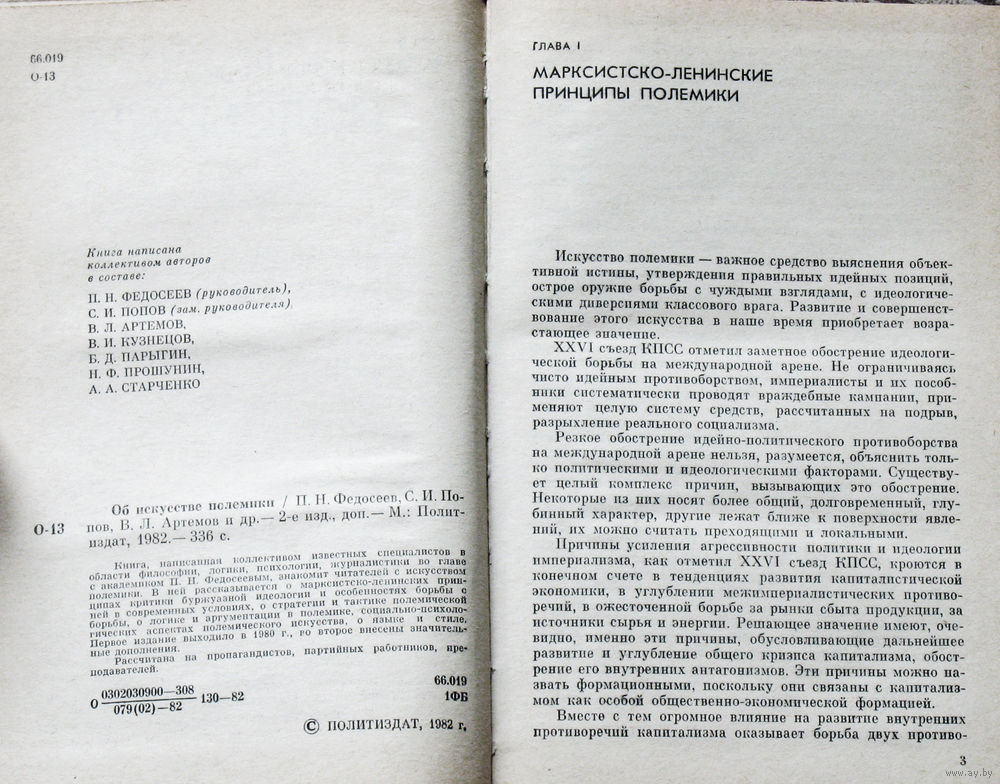 66.019
О-13
Книга написана
коллективом авторов
в составе:
П. Н. ФЕДОСЕЕВ (руководитель),
С. И. ПОПОВ (зам. руководителя),
В. Л. АРТЕМОВ,
В. И. КУЗНЕЦОВ,
Б. Д. ПАРЫГИН,
Н. Ф. ПРОШУНИН,
А. А. СТАРЧЕНКО
О-13
Об искусстве полемики / П. Н. Федосеев, С. И. По-
пов, В. Л. Артемов и др.— 2-е изд., доп.— М.: Полит-
издат, 1982.— 336 с.
Книга, написанная коллективом известных специалистов в
области философии, логики, психологии, журналистики во главе
с академиком П. Н. Федосеевым, знакомит читателей с искусством
полемики. В ней рассказывается о марксистско-ленинских прин-
ципах критики буржуазной идеологии и особенностях борьбы с
ней в современных условиях, о стратегии и тактике полемической
борьбы, о логике и аргументации в полемике, социально-психоло-
гических аспектах полемического искусства, о языке и стиле.
Первое издание выходило в 1980 г., во второе внесены значитель-
ные дополнения.
Рассчитана на пропагандистов, партийных работников, пре-
подавателей.
О 0302030900—308 / 079(02)—82 130—82
66.019
1ФБ
© ПОЛИТИЗДАТ, 1982 г.
ГЛАВА I
МАРКСИСТСКО-ЛЕНИНСКИЕ
ПРИНЦИПЫ ПОЛЕМИКИ
Искусство полемики — важное средство выяснения объек-
тивной истины, утверждения правильных идейных позиций,
острое оружие борьбы с чуждыми взглядами, с идеологиче-
скими диверсиями классового врага. Развитие и совершенст-
вование этого искусства в наше время приобретает возра-
стающее значение.
XXVI съезд КПСС отметил заметное обострение идеологи-
ческой борьбы на международной арене. Не ограничиваясь
чисто идейным противоборством, империалисты и их пособ-
ники систематически проводят враждебные кампании, при-
меняют целую систему средств, рассчитанных на подрыв,
разрыхление реального социализма.
Резкое обострение идейно-политического противоборства
на международной арене нельзя, разумеется, объяснить толь-
ко политическими и идеологическими факторами. Существу-
ет целый комплекс причин, вызывающих это обострение.
Некоторые из них носят более общий, долговременный, глу-
бинный характер, другие лежат ближе к поверхности явле-
ний, их можно считать преходящими и локальными.
Причины усиления агрессивности политики и идеологии
империализма, как отметил XXVI съезд КПСС, кроются в
конечном счете в тенденциях развития капиталистической
экономики, в углублении межимпериалистических противо-
речий, в ожесточенной борьбе за рынки сбыта продукции, за
источники сырья и энергии. Решающее значение имеют, оче-
видно, именно эти причины, обусловливающие дальнейшее
развитие и углубление общего кризиса капитализма, обост-
рение его внутренних антагонизмов. Эти причины можно на-
звать формационными, поскольку они связаны с капитализ-
мом как особой общественно-экономической формацией.
Вместе с тем огромное влияние на развитие внутренних
противоречий капитализма оказывает борьба двух противо-
3
www.ay.by